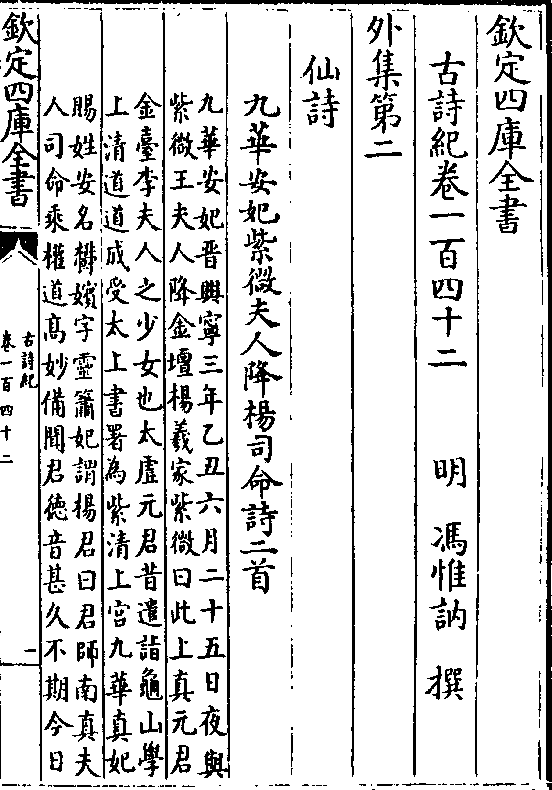 欽定四庫全書
古詩紀卷一百四十二　　明　馮惟訥　撰
外集第二
仙詩
九華安妃紫微夫人降楊司命詩二首
九華安妃晉興寧三年乙丑六月二十五日夜與
紫微王夫人降金壇楊羲家紫微曰此上真元君
金臺李夫人之少女也太虛元君昔遣詣龜山學
上清道道成受太上書署為紫清上宮九華真妃
賜姓安名欝嬪字靈簫妃謂楊君曰君師南真夫
人司命乘權道高妙備聞君德音甚久不期今日
欽定四庫全書
古詩紀
卷一百四十二
一